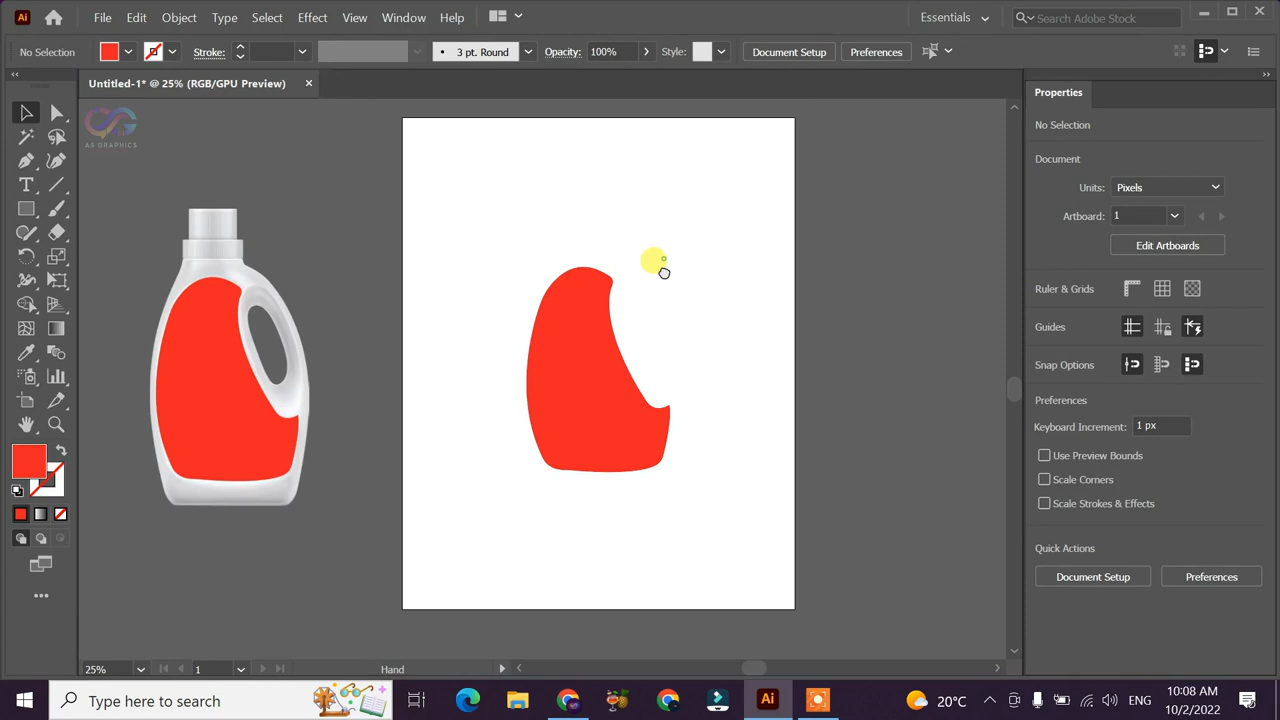 Ai File Edit Object Type Select Effect View Window Help Essentials Search Adobe Stock
No Selection Stroke: 3 pt. Round Opacity: 100% Style: Document Setup Preferences
Untitled-1* @ 25% (RGB/GPU Preview)
AS GRAPHICS
Properties
No Selection
Document
Units: Pixels
Artboard: 1
Edit Artboards
Ruler & Grids
Guides
Snap Options
Preferences
Keyboard Increment: 1 px
Use Preview Bounds
Scale Corners
Scale Strokes & Effects
Quick Actions
Document Setup Preferences
25% 1 Hand
Type here to search
Ai
20°C
ENG
10:08 AM
10/2/2022